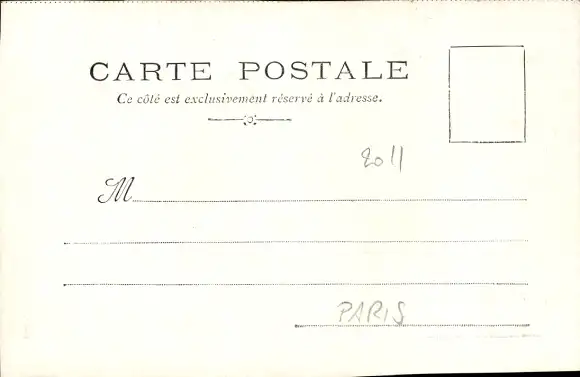 CARTE POSTALE
Ce côté est exclusivement réservé à l'adresse.
2011
M
PARIS